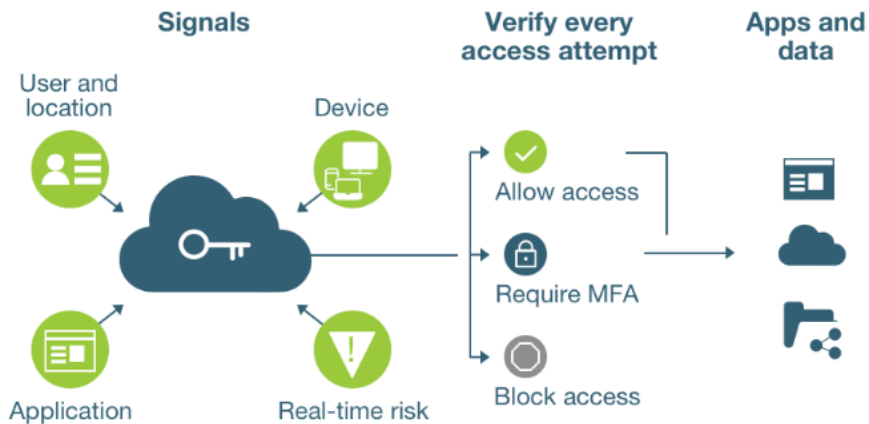 Signals
Verify every
access attempt
Apps and
data
User and
location
Device
Allow access
Require MFA
Application
Real-time risk
Block access